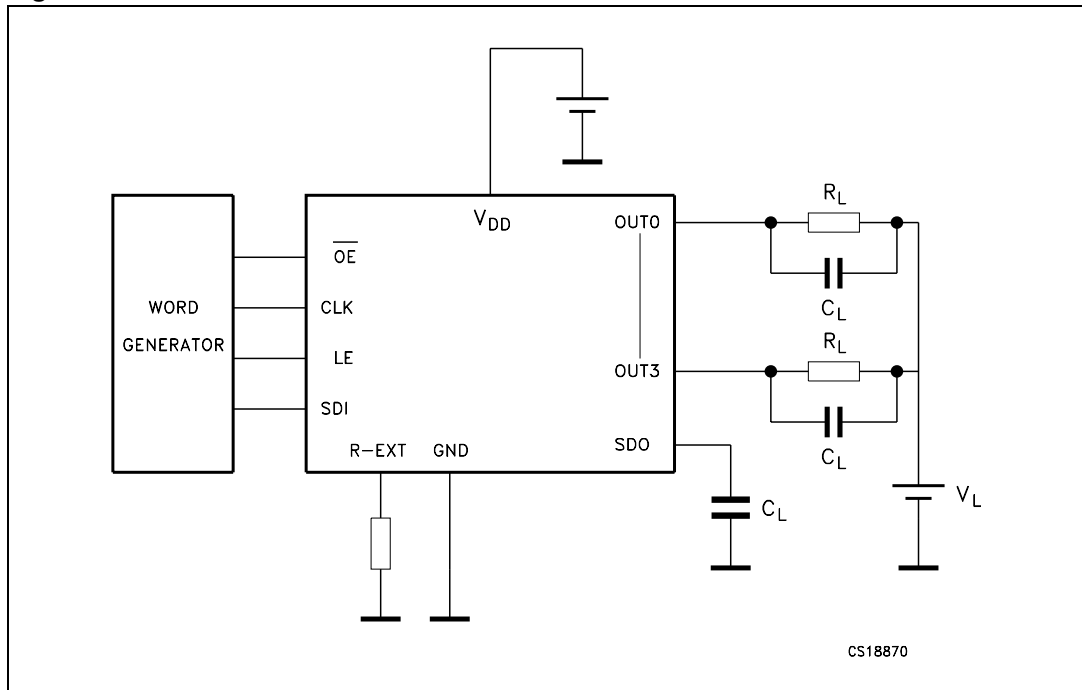 V_DD
OUT0
R_L
C_L
OE
WORD
GENERATOR
CLK
LE
SDI
R_L
OUT3
C_L
R-EXT
GND
SDO
C_L
V_L
CS18870